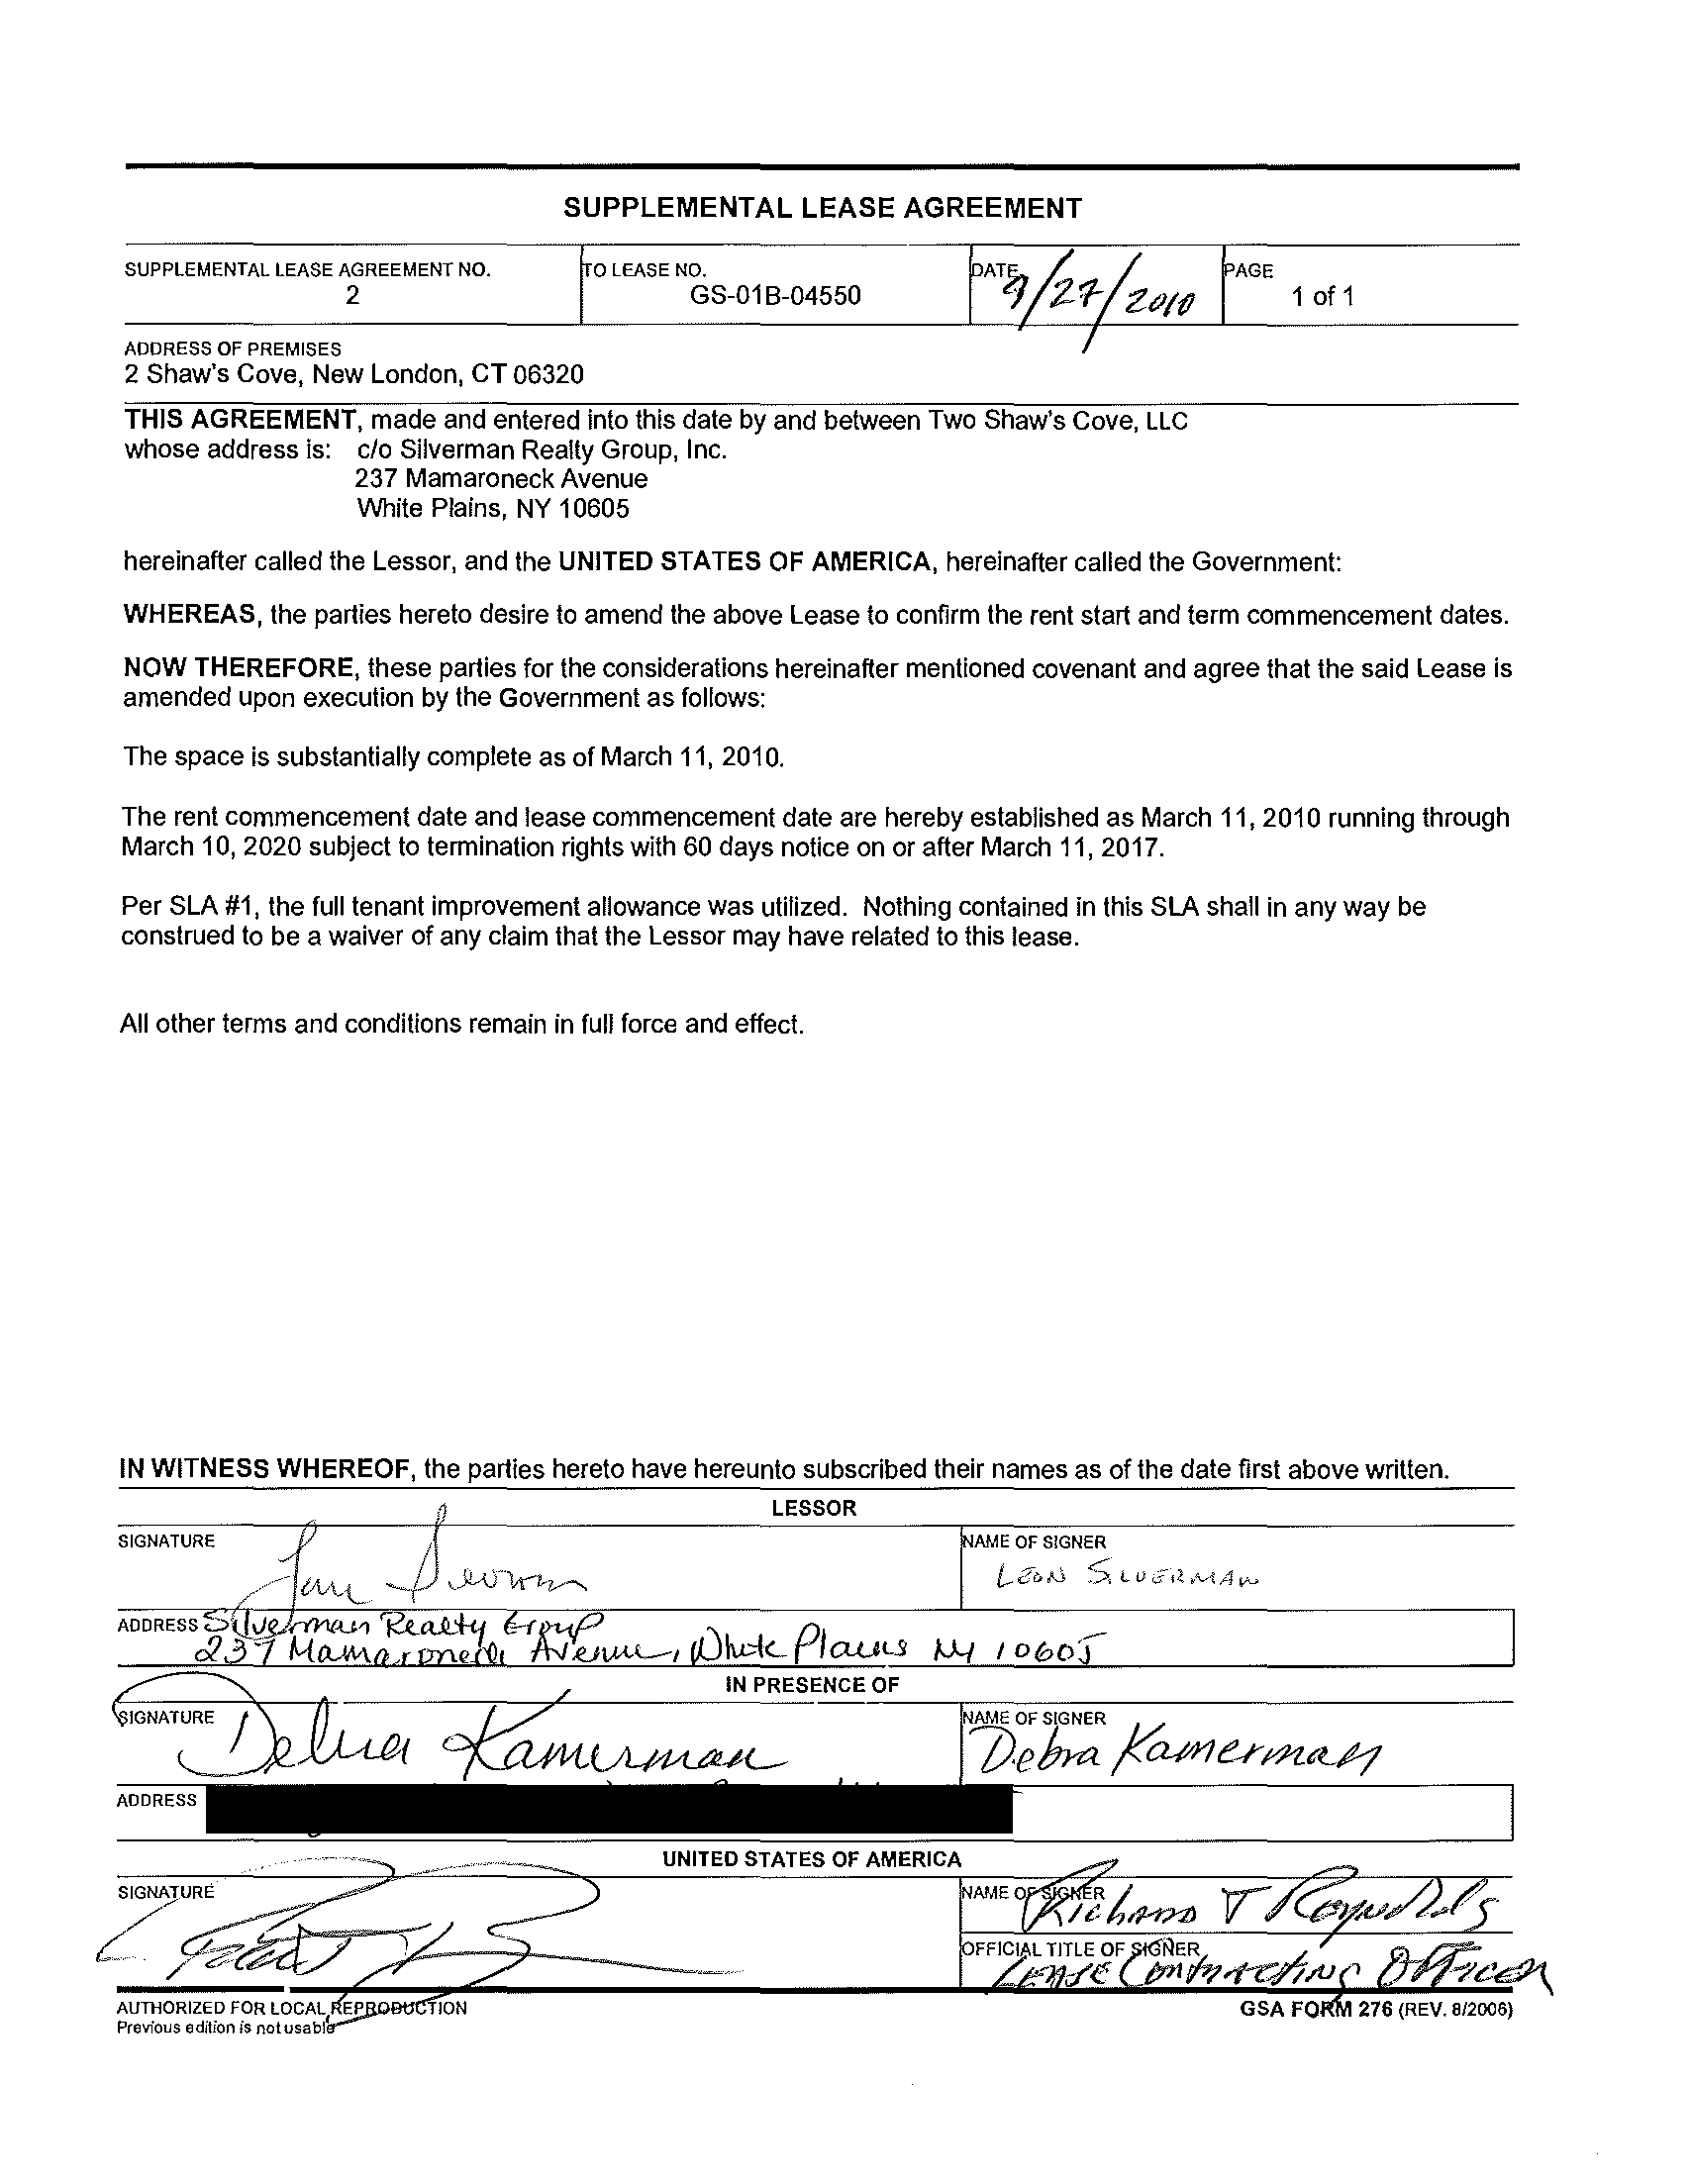 SUPPLEMENTAL LEASE AGREEMENT
SUPPLEMENTAL LEASE AGREEMENT NO.
2
TO LEASE NO.
GS-01B-04550
DATE
9/27/2010
PAGE
1 of 1
ADDRESS OF PREMISES
2 Shaw's Cove, New London, CT 06320
THIS AGREEMENT, made and entered into this date by and between Two Shaw's Cove, LLC
whose address is: c/o Silverman Realty Group, Inc.
237 Mamaroneck Avenue
White Plains, NY 10605
hereinafter called the Lessor, and the UNITED STATES OF AMERICA, hereinafter called the Government:
WHEREAS, the parties hereto desire to amend the above Lease to confirm the rent start and term commencement dates.
NOW THEREFORE, these parties for the considerations hereinafter mentioned covenant and agree that the said Lease is
amended upon execution by the Government as follows:
The space is substantially complete as of March 11, 2010.
The rent commencement date and lease commencement date are hereby established as March 11, 2010 running through
March 10, 2020 subject to termination rights with 60 days notice on or after March 11, 2017.
Per SLA #1, the full tenant improvement allowance was utilized. Nothing contained in this SLA shall in any way be
construed to be a waiver of any claim that the Lessor may have related to this lease.
All other terms and conditions remain in full force and effect.
IN WITNESS WHEREOF, the parties hereto have hereunto subscribed their names as of the date first above written.
LESSOR
SIGNATURE
NAME OF SIGNER
LEON SILVERMAN
ADDRESS Silverman Realty Group
237 Mamaroneck Avenue, White Plains NY 10605
IN PRESENCE OF
SIGNATURE
Debra Kamerman
NAME OF SIGNER
Debra Kamerman
ADDRESS
UNITED STATES OF AMERICA
SIGNATURE
NAME OF SIGNER
Richard T Reynolds
OFFICIAL TITLE OF SIGNER
LEASE CONTRACTING OFFICER
AUTHORIZED FOR LOCAL REPRODUCTION
Previous edition is not usable
GSA FORM 276 (REV. 8/2006)